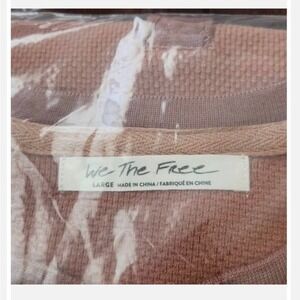 We The Free
LARGE MADE IN CHINA / FABRIQUÉ EN CHINE